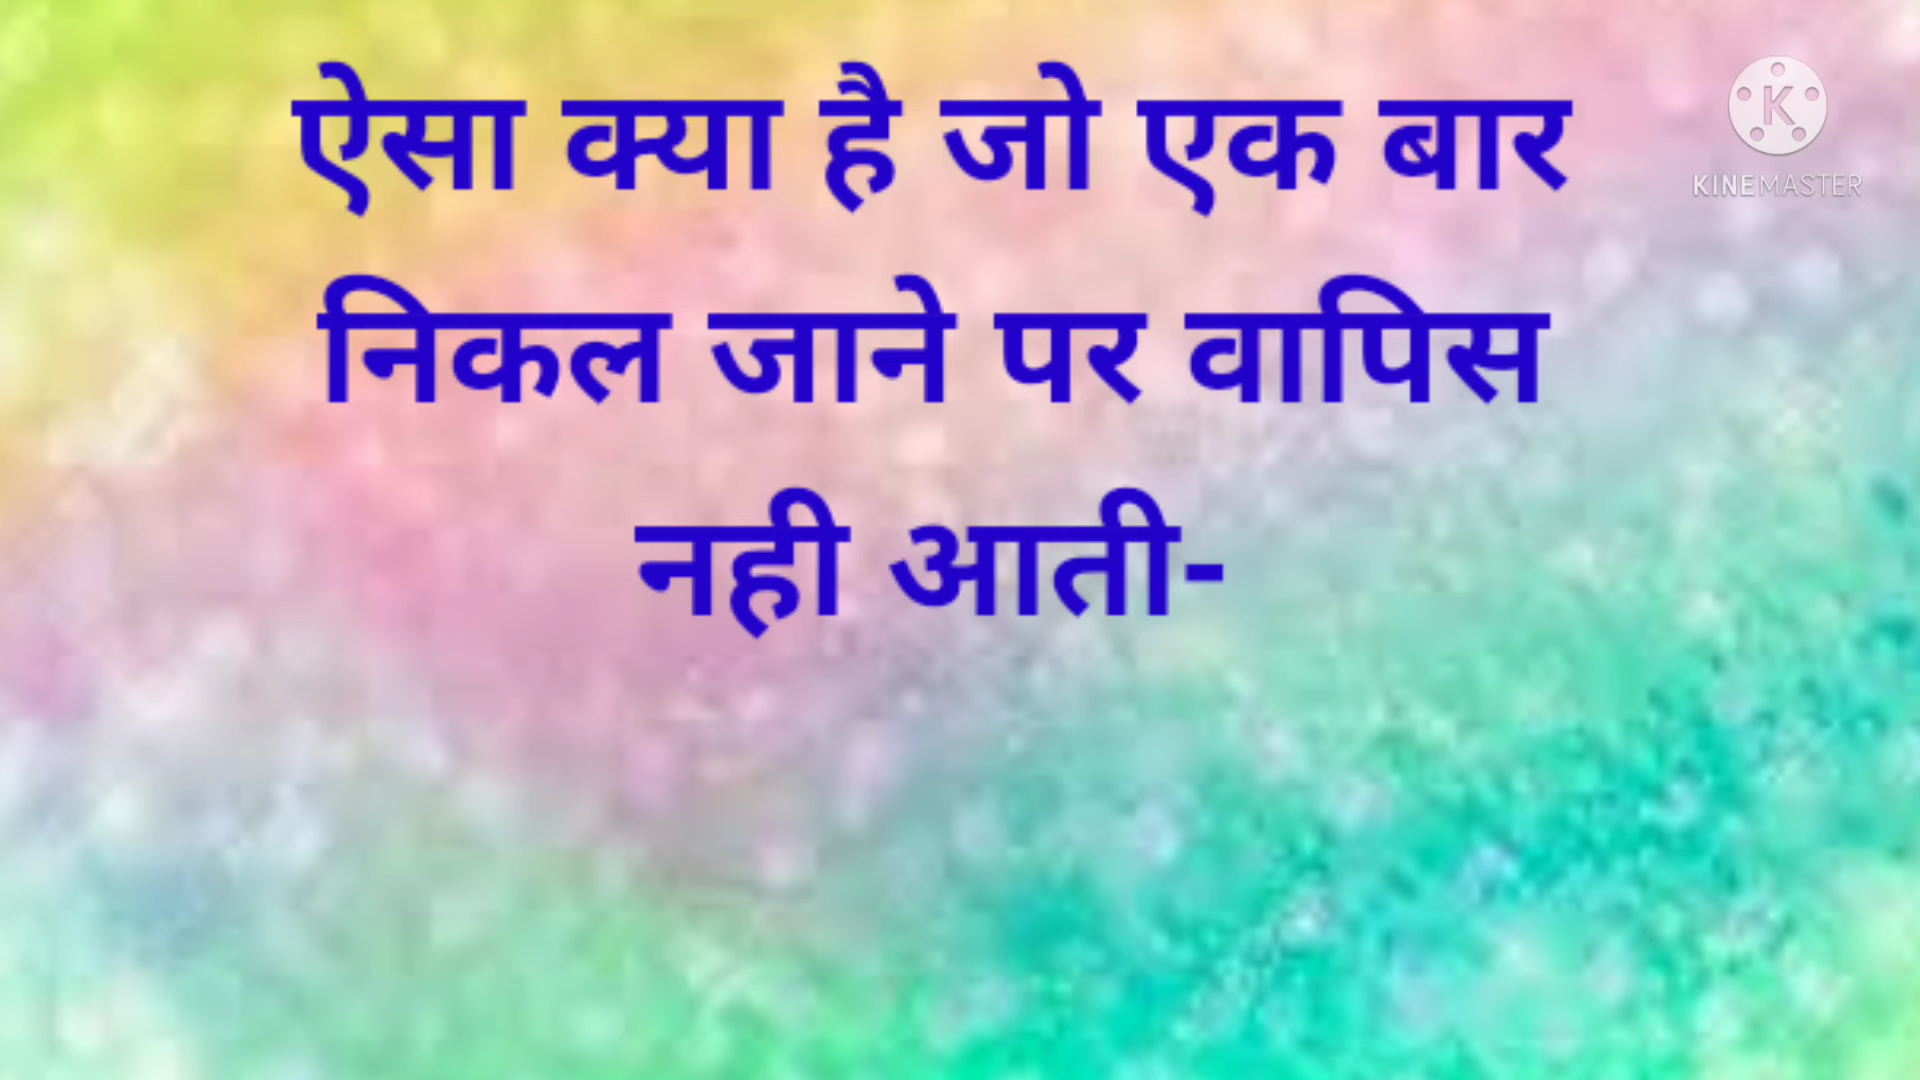 ऐसा क्या है जो एक बार
निकल जाने पर वापिस
नही आती-
K
KINEMASTER